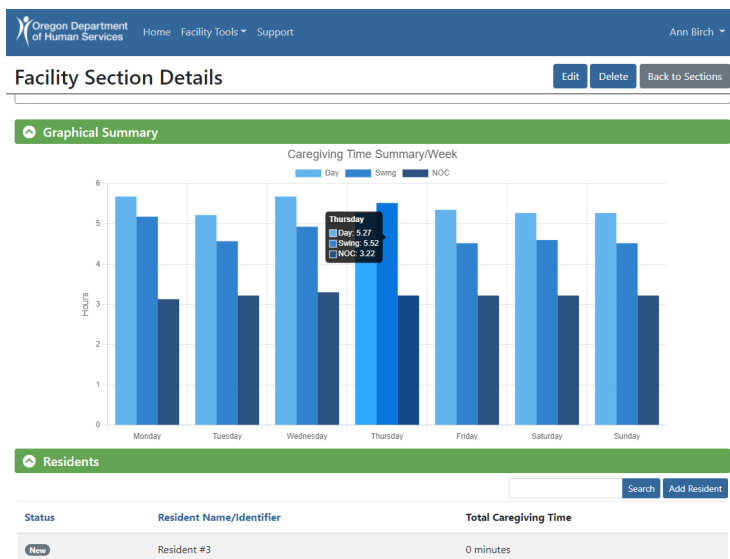 Oregon Department
of Human Services
Home Facility Tools Support
Ann Birch
Facility Section Details
Edit Delete Back to Sections
Graphical Summary
Caregiving Time Summary/Week
Day Swing NOC
6
5
4
3
2
1
0
Hours
Thursday
Day: 5.27
Swing: 5.52
NOC: 3.22
Monday Tuesday Wednesday Thursday Friday Saturday Sunday
Residents
Search Add Resident
Status Resident Name/Identifier Total Caregiving Time
New Resident #3 0 minutes